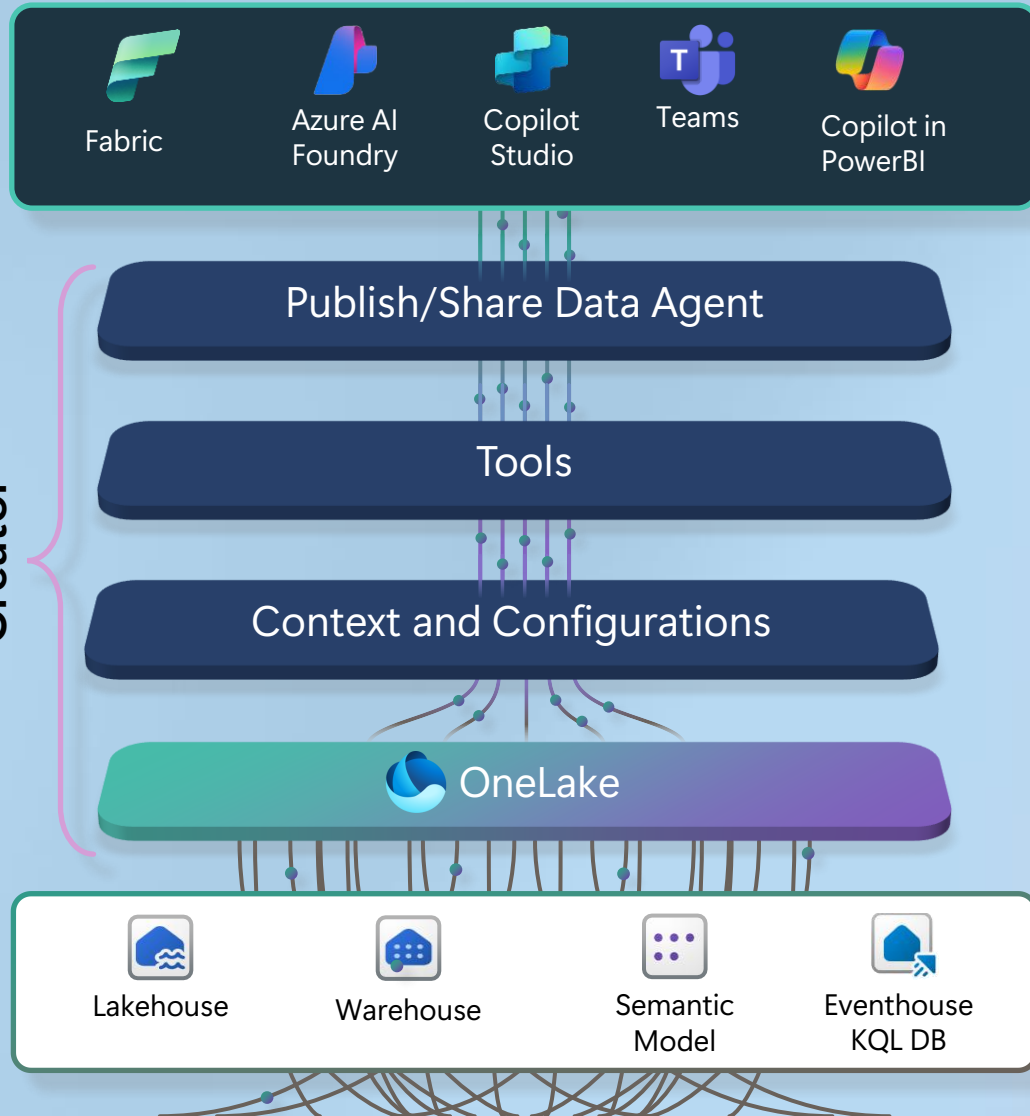 Fabric
Azure AI
Foundry
Copilot
Studio
T
Teams
Copilot in
PowerBI
Publish/Share Data Agent
Tools
Context and Configurations
OneLake
Lakehouse
Warehouse
Semantic
Model
Eventhouse
KQL DB